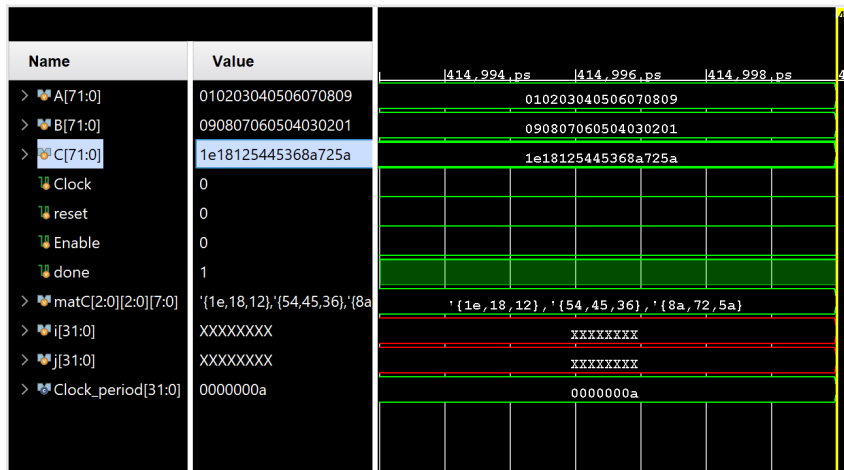 Name Value
414,994 ps 414,996 ps 414,998 ps
A[71:0] 010203040506070809 010203040506070809
B[71:0] 090807060504030201 090807060504030201
C[71:0] 1e18125445368a725a 1e18125445368a725a
Clock 0
reset 0
Enable 0
done 1
matC[2:0][2:0][7:0] '{1e,18,12},'{54,45,36},'{8a '{1e,18,12},'{54,45,36},'{8a,72,5a}
i[31:0] XXXXXXXX XXXXXXXX
j[31:0] XXXXXXXX XXXXXXXX
Clock_period[31:0] 0000000a 0000000a